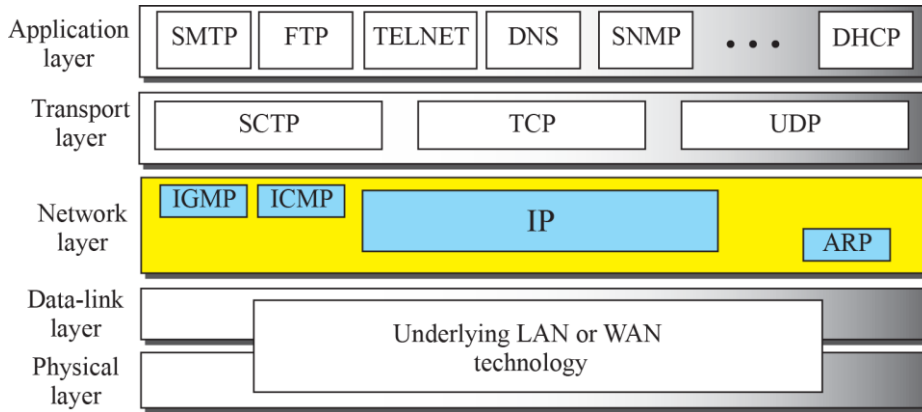 Application
layer
SMTP FTP TELNET DNS SNMP • • • DHCP
Transport
layer
SCTP TCP UDP
Network
layer
IGMP ICMP IP ARP
Data-link
layer
Physical
layer
Underlying LAN or WAN
technology